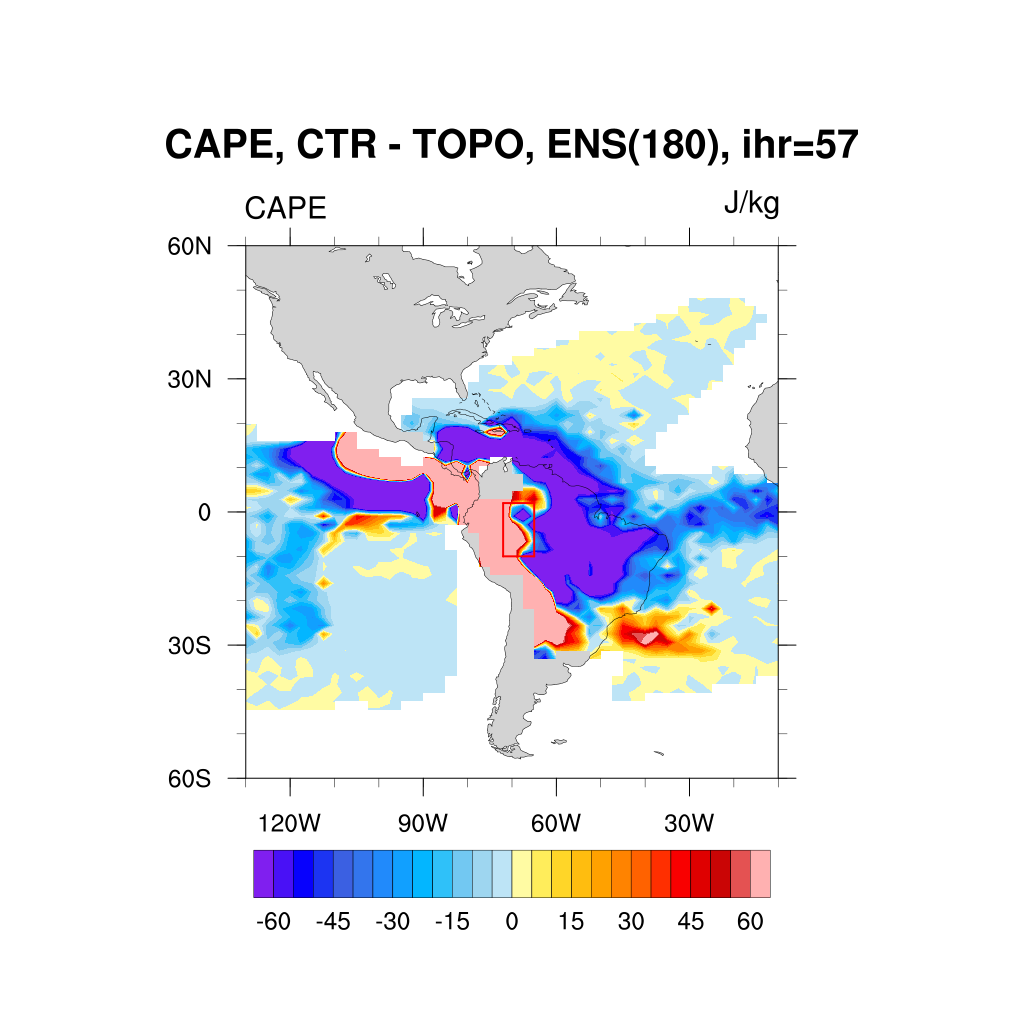 CAPE, CTR - TOPO, ENS(180), ihr=57
CAPE J/kg
60N
30N
0
30S
60S
120W 90W 60W 30W
-60 -45 -30 -15 0 15 30 45 60